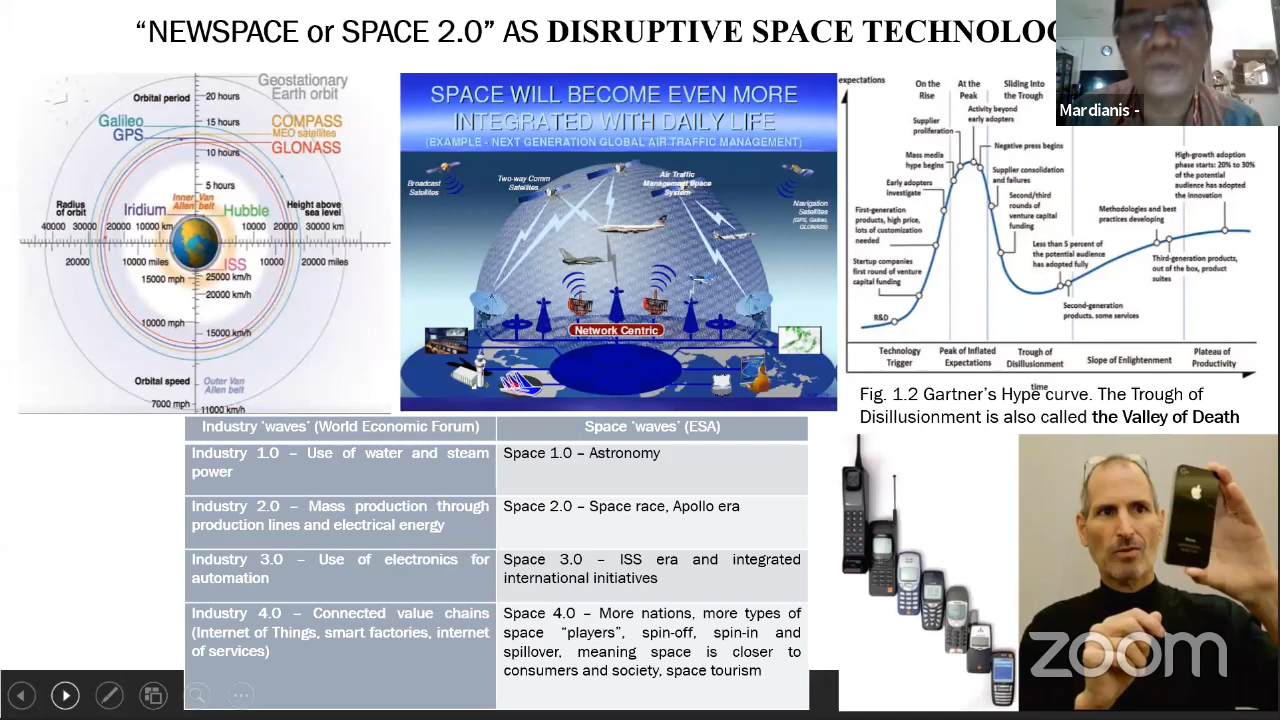 “NEWSPACE or SPACE 2.0” AS DISRUPTIVE SPACE TECHNOLOG
Mardianis -
Geostationary
Earth orbit
Orbital period
20 hours
Galileo
15 hours
COMPASS
GPS
MEO satellites
GLONASS
10 hours
5 hours
Inner Van
Allen belt
Radius
of orbit
Iridium
Hubble
Height above
sea level
40000 30000 20000 10000 km
10000 20000 30000 km
ISS
20000 10000 miles
10000 20000 miles
15000 mph
25000 km/h
20000 km/h
10000 mph
15000 km/h
Orbital speed
Outer Van
Allen belt
7000 mph
11000 km/h
SPACE WILL BECOME EVEN MORE
INTEGRATED WITH DAILY LIFE
(EXAMPLE - NEXT GENERATION GLOBAL AIR TRAFFIC MANAGEMENT)
Broadcast
Satellites
Two-way Comm
Satellites
Air Traffic
Management Space
System
Navigation
Satellites
(GPS, Galileo,
GLONASS)
Network Centric
expectations
On the
Rise
At the
Peak
Sliding Into
the Trough
Activity beyond
early adopters
Supplier
proliferation
Negative press begins
Mass media
hype begins
Supplier consolidation
and failures
Early adopters
investigate
Second/third
rounds of
venture capital
funding
First-generation
products, high price,
lots of customization
needed
Startup companies
first round of venture
capital funding
R&D
Less than 5 percent of
the potential audience
has adopted fully
Second-generation
products, some services
Methodologies and best
practices developing
Third-generation products,
out of the box, product
suites
High-growth adoption
phase starts: 20% to 30%
of the potential
audience has adopted
the innovation
Technology
Trigger
Peak of Inflated
Expectations
Trough of
Disillusionment
Slope of Enlightenment
Plateau of
Productivity
time
Fig. 1.2 Gartner’s Hype curve. The Trough of
Disillusionment is also called the Valley of Death
Industry ‘waves’ (World Economic Forum)
Space ‘waves’ (ESA)
Industry 1.0 – Use of water and steam
power
Space 1.0 – Astronomy
Industry 2.0 – Mass production through
production lines and electrical energy
Space 2.0 – Space race, Apollo era
Industry 3.0 – Use of electronics for
automation
Space 3.0 – ISS era and integrated
international initiatives
Industry 4.0 – Connected value chains
(Internet of Things, smart factories, internet
of services)
Space 4.0 – More nations, more types of
space “players”, spin-off, spin-in and
spillover, meaning space is closer to
consumers and society, space tourism
zoom